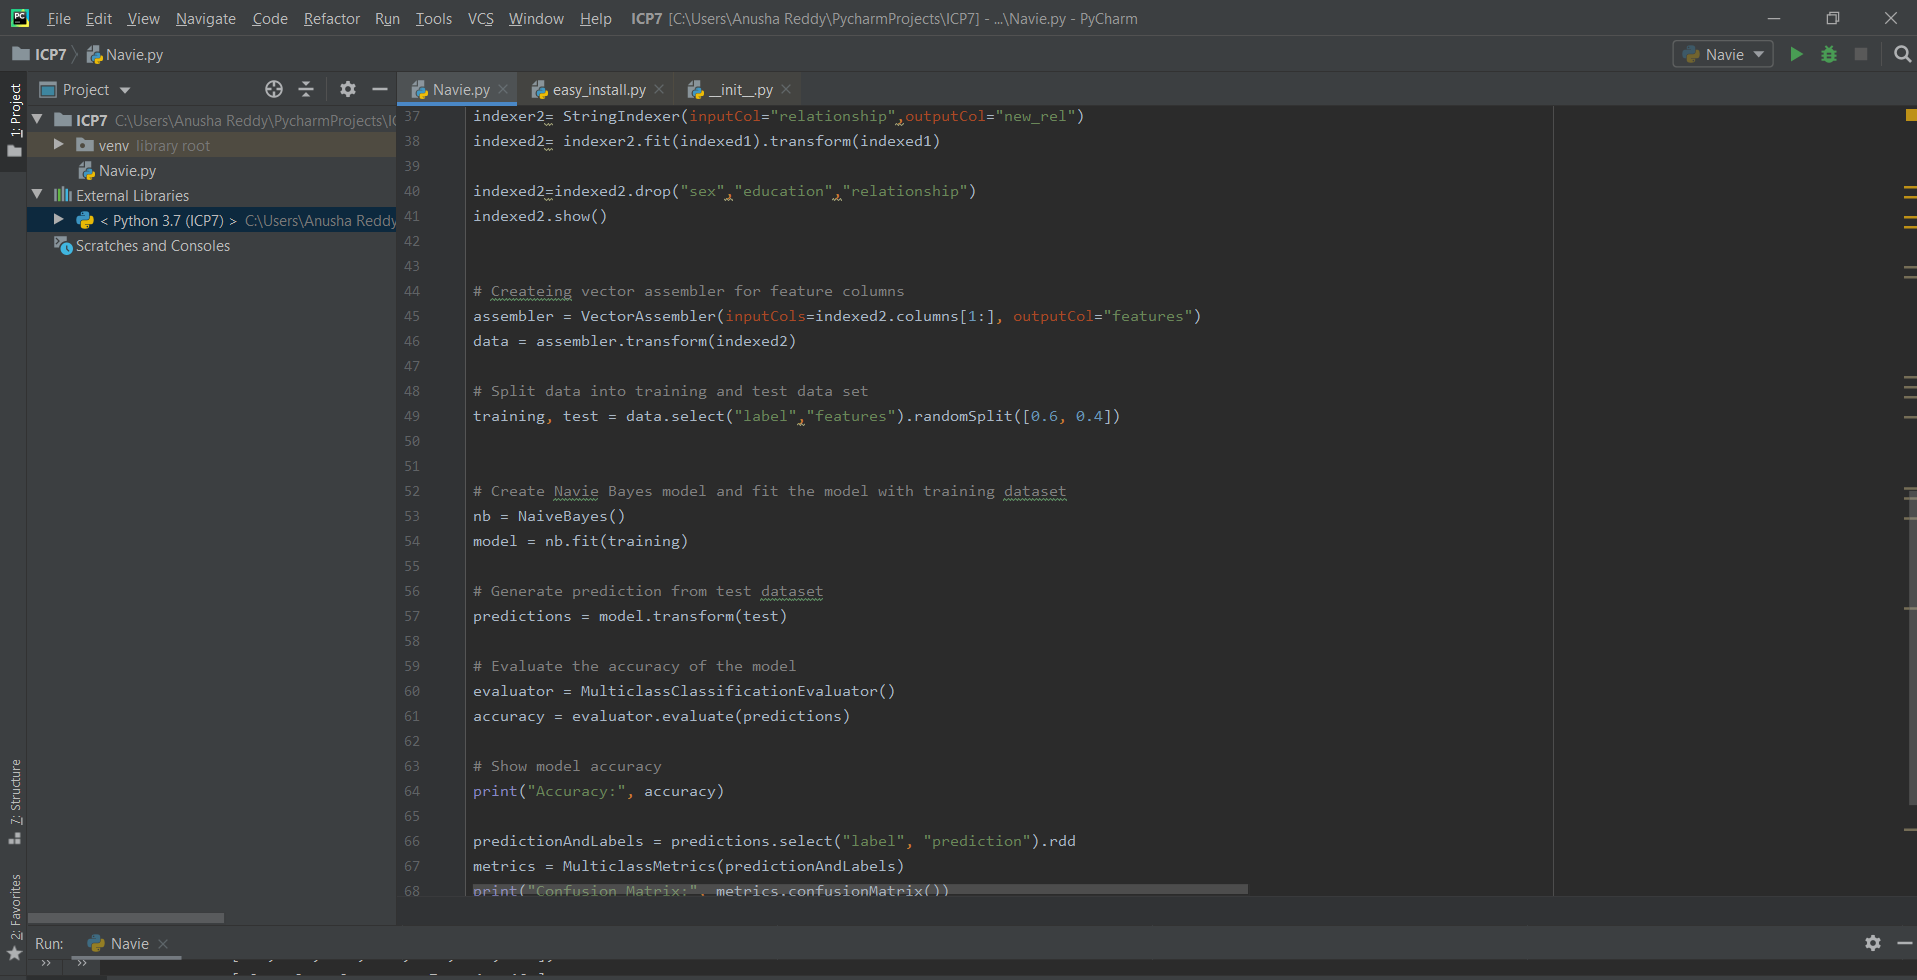 File Edit View Navigate Code Refactor Run Tools VCS Window Help ICP7 [C:\Users\Anusha Reddy\PycharmProjects\ICP7] - ...\Navie.py - PyCharm
ICP7 Navie.py Navie
1: Project
Project
Navie.py easy_install.py __init__.py
ICP7 C:\Users\Anusha Reddy\PycharmProjects\I
venv library root
Navie.py
External Libraries
< Python 3.7 (ICP7) > C:\Users\Anusha Reddy
Scratches and Consoles
37 indexer2= StringIndexer(inputCol="relationship",outputCol="new_rel")
38 indexed2= indexer2.fit(indexed1).transform(indexed1)
39
40 indexed2=indexed2.drop("sex","education","relationship")
41 indexed2.show()
42
43
44 # Createing vector assembler for feature columns
45 assembler = VectorAssembler(inputCols=indexed2.columns[1:], outputCol="features")
46 data = assembler.transform(indexed2)
47
48 # Split data into training and test data set
49 training, test = data.select("label","features").randomSplit([0.6, 0.4])
50
51
52 # Create Navie Bayes model and fit the model with training dataset
53 nb = NaiveBayes()
54 model = nb.fit(training)
55
56 # Generate prediction from test dataset
57 predictions = model.transform(test)
58
59 # Evaluate the accuracy of the model
60 evaluator = MulticlassClassificationEvaluator()
61 accuracy = evaluator.evaluate(predictions)
62
63 # Show model accuracy
64 print("Accuracy:", accuracy)
65
66 predictionAndLabels = predictions.select("label", "prediction").rdd
67 metrics = MulticlassMetrics(predictionAndLabels)
68 print("Confusion Matrix:", metrics.confusionMatrix())
7: Structure
2: Favorites
Run: Navie